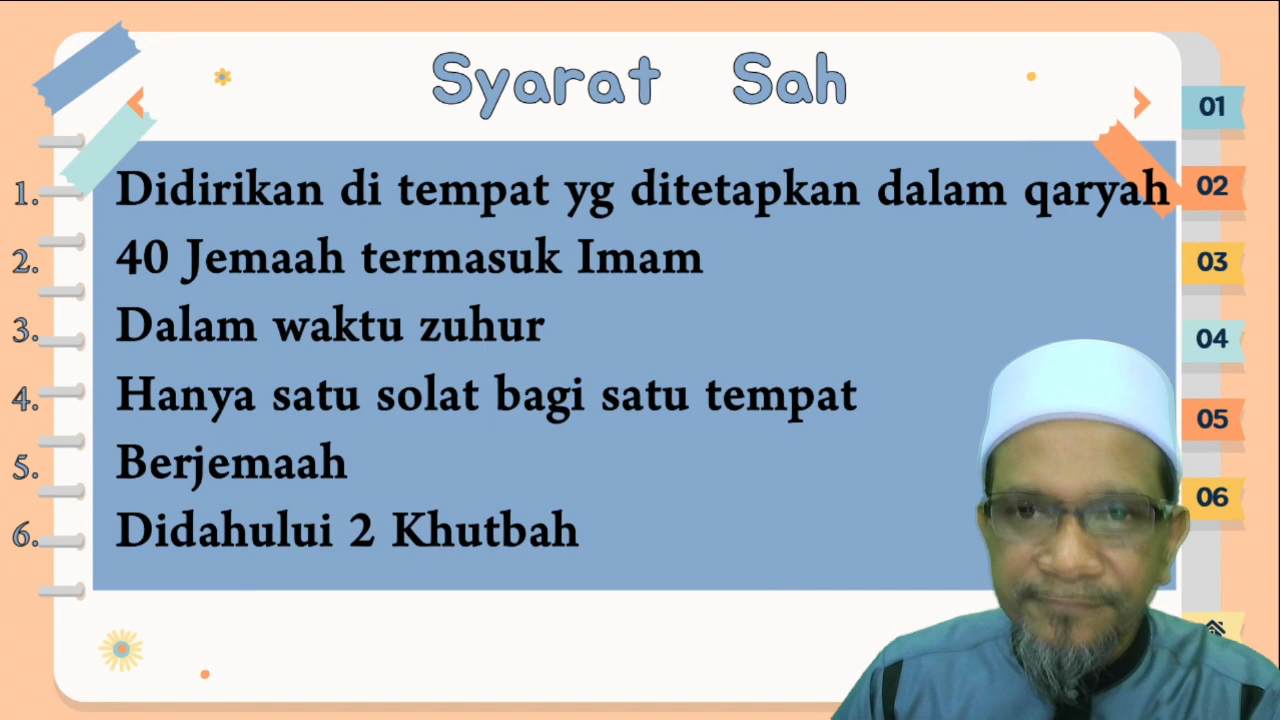 Syarat Sah
1. Didirikan di tempat yg ditetapkan dalam qaryah
2. 40 Jemaah termasuk Imam
3. Dalam waktu zuhur
4. Hanya satu solat bagi satu tempat
5. Berjemaah
6. Didahului 2 Khutbah
01
02
03
04
05
06